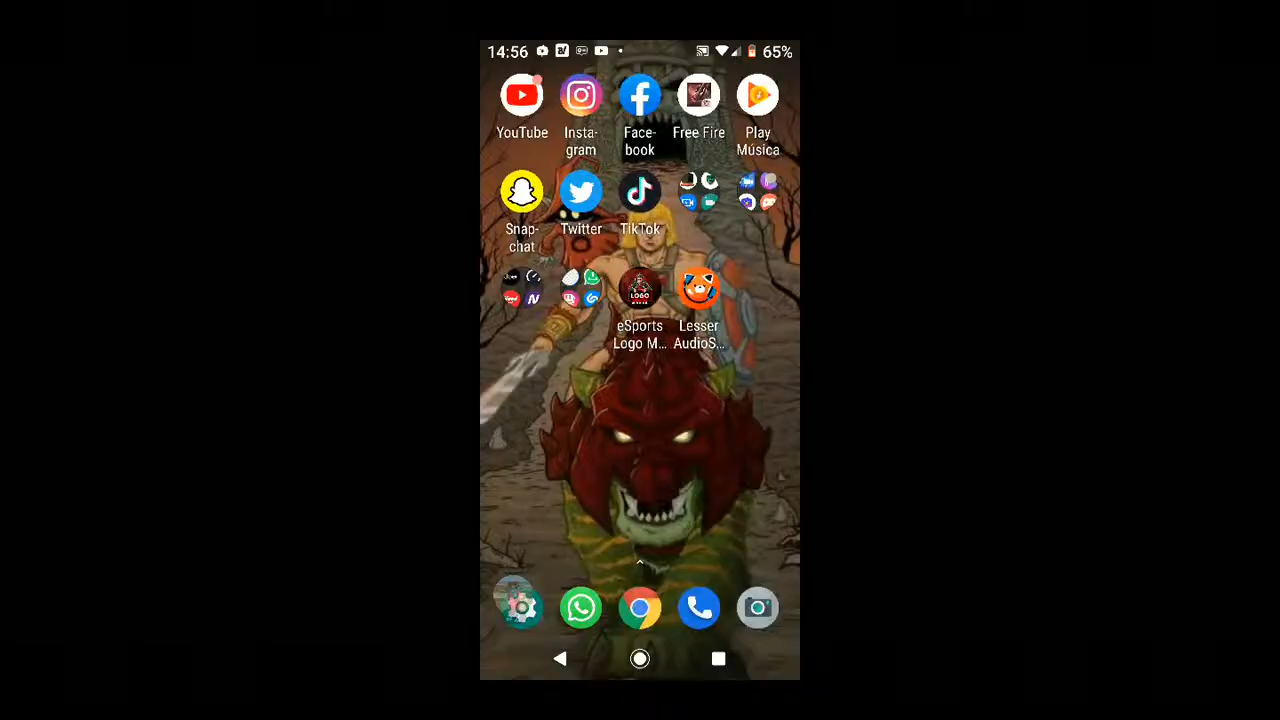 14:56
65%
YouTube
Insta-
gram
Face-
book
Free Fire
Play
Música
Snap-
chat
Twitter
TikTok
LOGO
eSports
Logo M...
Lesser
AudioS...